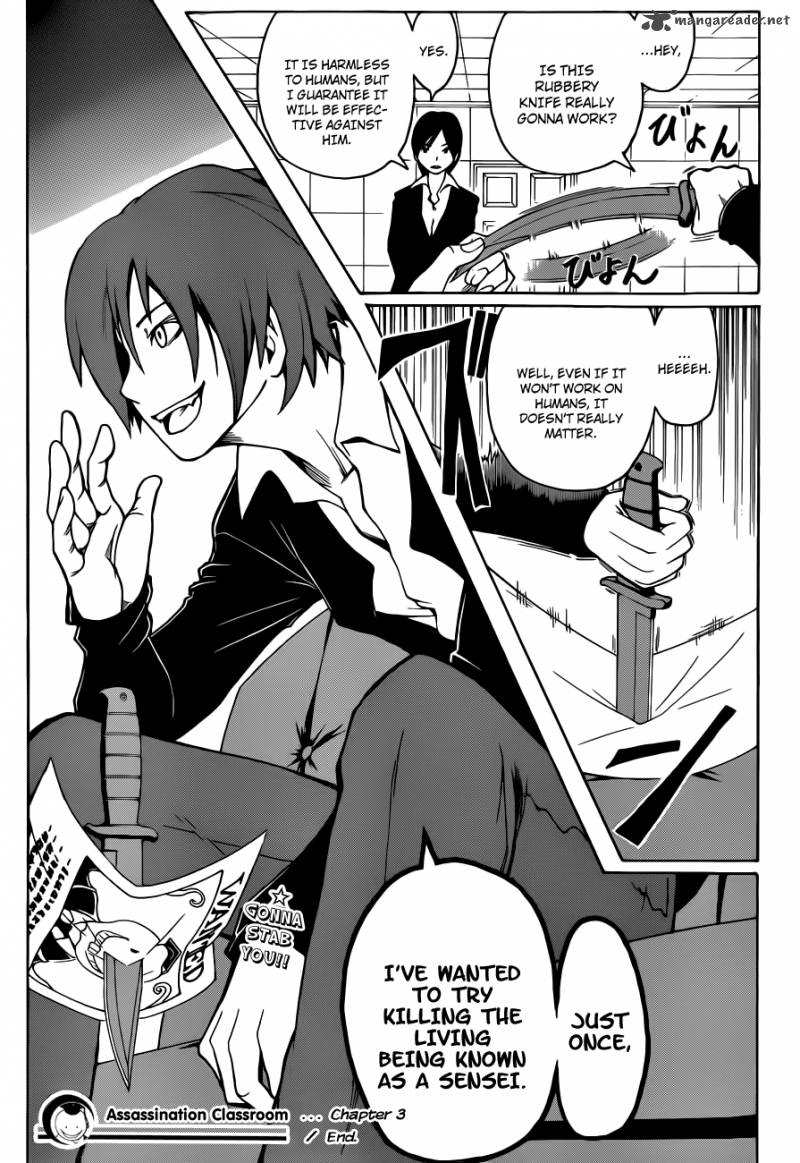 mangareader.net
...HEY,
IS THIS
RUBBERY
KNIFE REALLY
GONNA WORK?
びよん
YES.
IT IS HARMLESS
TO HUMANS, BUT
I GUARANTEE IT
WILL BE EFFEC-
TIVE AGAINST
HIM.
びよん
...
HEEEEH.
WELL, EVEN IF IT
WON'T WORK ON
HUMANS, IT
DOESN'T REALLY
MATTER.
WANTED
☆
GONNA
STAB
YOU!!
JUST
ONCE,
I'VE WANTED
TO TRY
KILLING THE
LIVING
BEING KNOWN
AS A SENSEI.
Assassination Classroom ... Chapter 3
/ End.